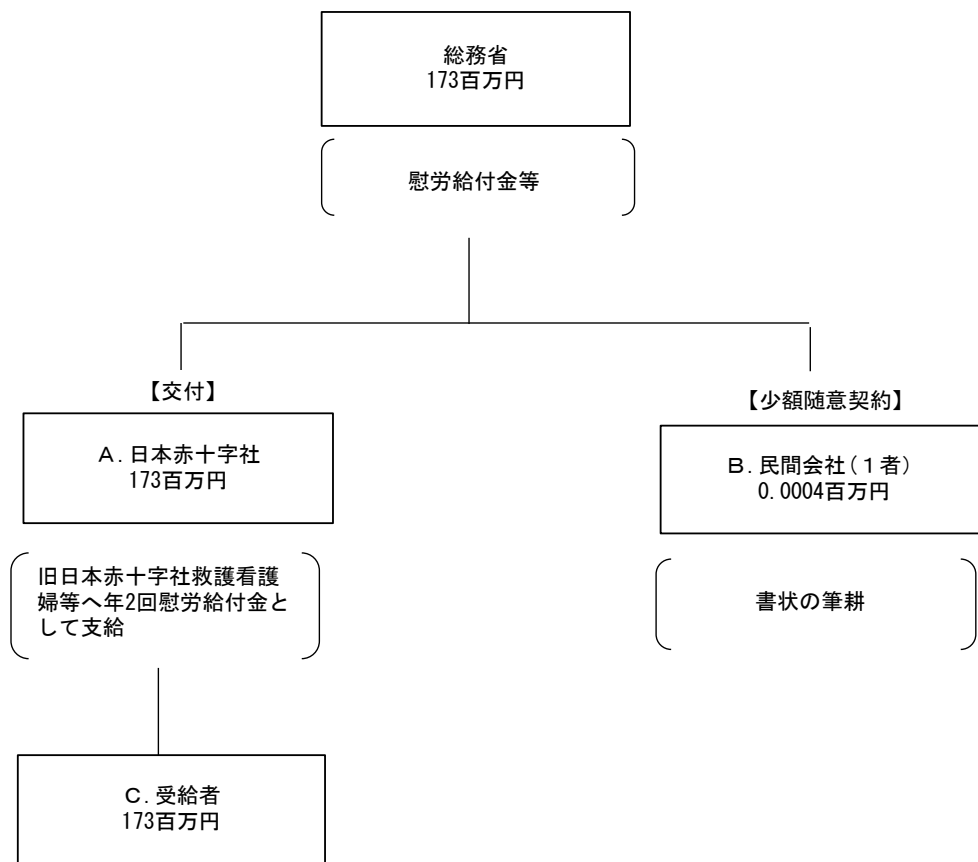 総務省
173百万円
慰労給付金等
【交付】
A．日本赤十字社
173百万円
旧日本赤十字社救護看護
婦等へ年2回慰労給付金と
して支給
C．受給者
173百万円
【少額随意契約】
B．民間会社（１者）
0.0004百万円
書状の筆耕